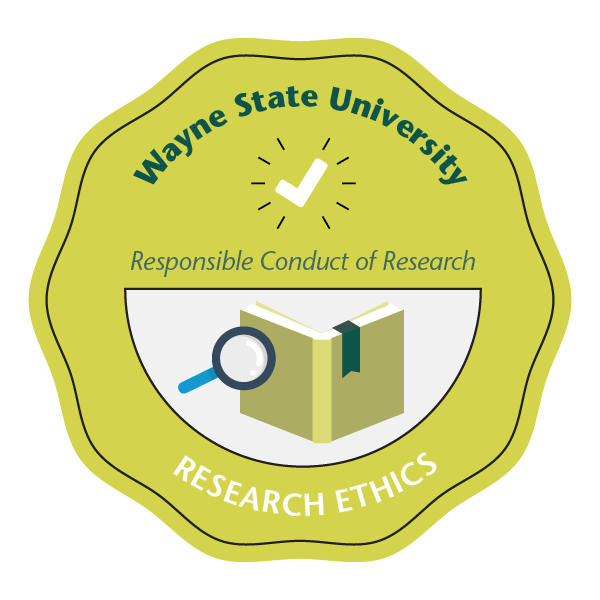 Wayne State University
Responsible Conduct of Research
RESEARCH ETHICS